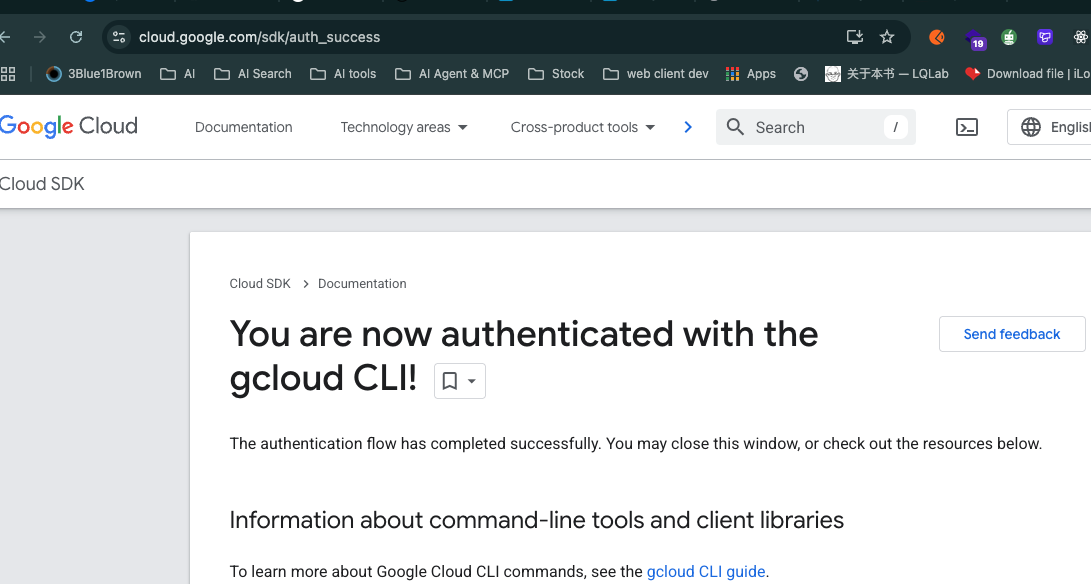 cloud.google.com/sdk/auth_success
19
3Blue1Brown AI AI Search AI tools AI Agent & MCP Stock web client dev Apps 关于本书 — LQLab Download file | iLo
Google Cloud Documentation Technology areas Cross-product tools Search / English
Cloud SDK
Cloud SDK Documentation
You are now authenticated with the
gcloud CLI!
Send feedback
The authentication flow has completed successfully. You may close this window, or check out the resources below.
Information about command-line tools and client libraries
To learn more about Google Cloud CLI commands, see the gcloud CLI guide.